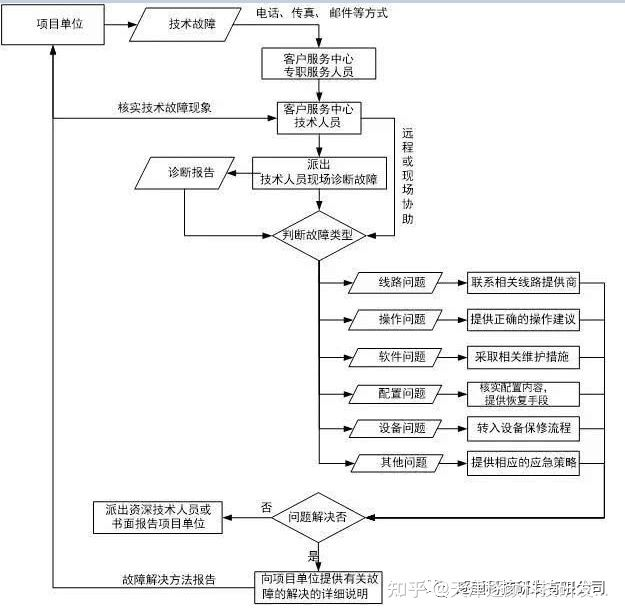 项目单位
技术故障
电话、传真、邮件等方式
客户服务中心
专职服务人员
核实技术故障现象
客户服务中心
技术人员
远程或现场协助
诊断报告
派出
技术人员现场诊断故障
判断故障类型
线路问题
联系相关线路提供商
操作问题
提供正确的操作建议
软件问题
采取相关维护措施
配置问题
核实配置内容,
提供恢复手段
设备问题
转入设备保修流程
其他问题
提供相应的应急策略
派出资深技术人员或
书面报告项目单位
否
问题解决否
是
故障解决方法报告
向项目单位提供有关故
障的解决的详细说明
知乎